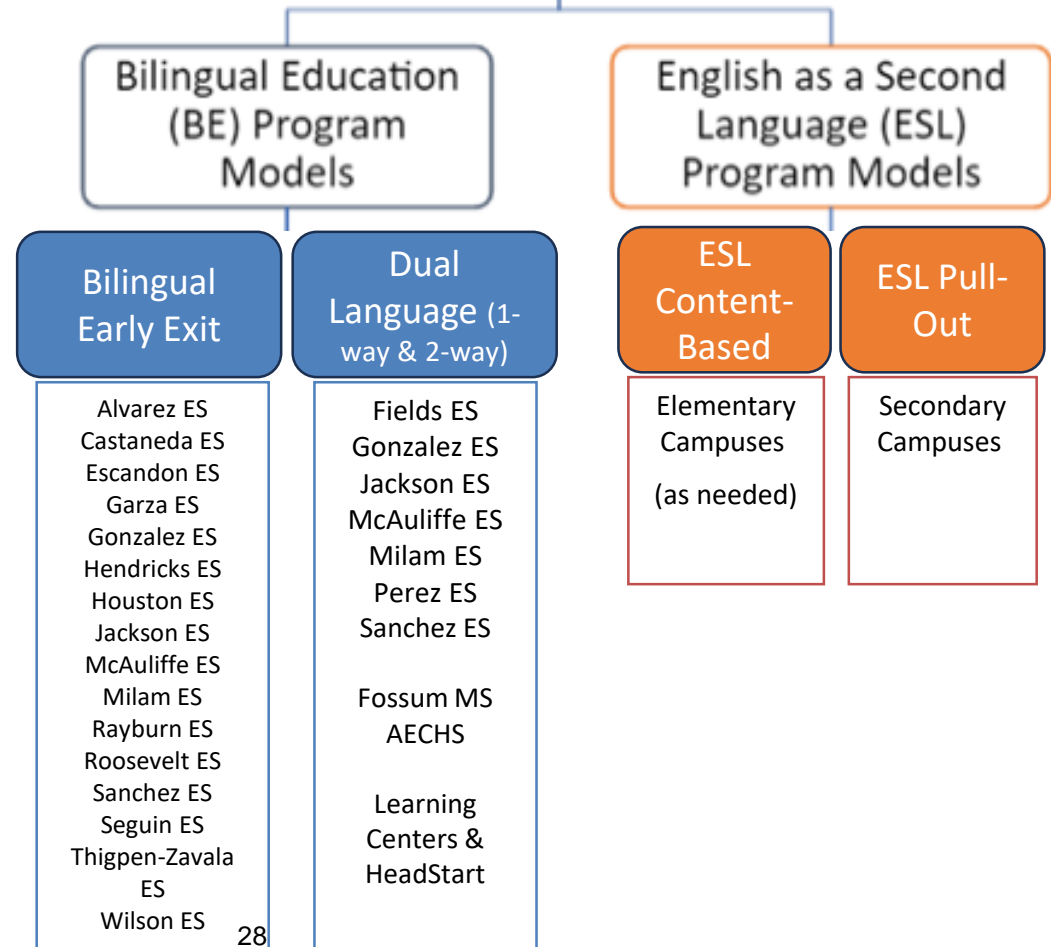 Bilingual Education
(BE) Program
Models
English as a Second
Language (ESL)
Program Models
Bilingual
Early Exit
Dual
Language (1-
way & 2-way)
ESL
Content-
Based
ESL Pull-
Out
Alvarez ES
Castaneda ES
Escandon ES
Garza ES
Gonzalez ES
Hendricks ES
Houston ES
Jackson ES
McAuliffe ES
Milam ES
Rayburn ES
Roosevelt ES
Sanchez ES
Seguin ES
Thigpen-Zavala
ES
Wilson ES
Fields ES
Gonzalez ES
Jackson ES
McAuliffe ES
Milam ES
Perez ES
Sanchez ES
Fossum MS
AECHS
Learning
Centers &
HeadStart
Elementary
Campuses
(as needed)
Secondary
Campuses
28